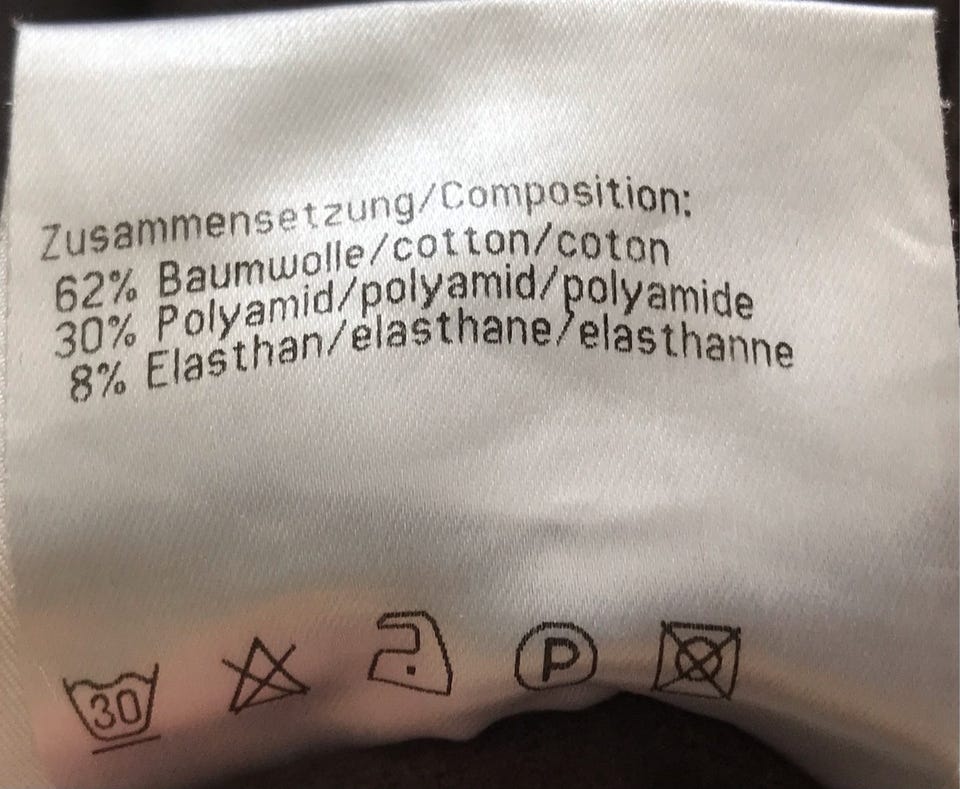 Zusammensetzung/Composition:
62% Baumwolle/cotton/coton
30% Polyamid/polyamid/polyamide
8% Elasthan/elasthane/elasthanne
30 P